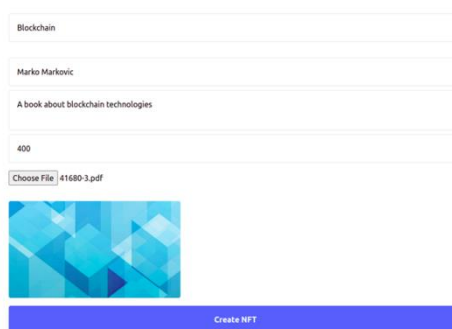 Blockchain
Marko Markovic
A book about blockchain technologies
400
Choose File 41680-3.pdf
Create NFT